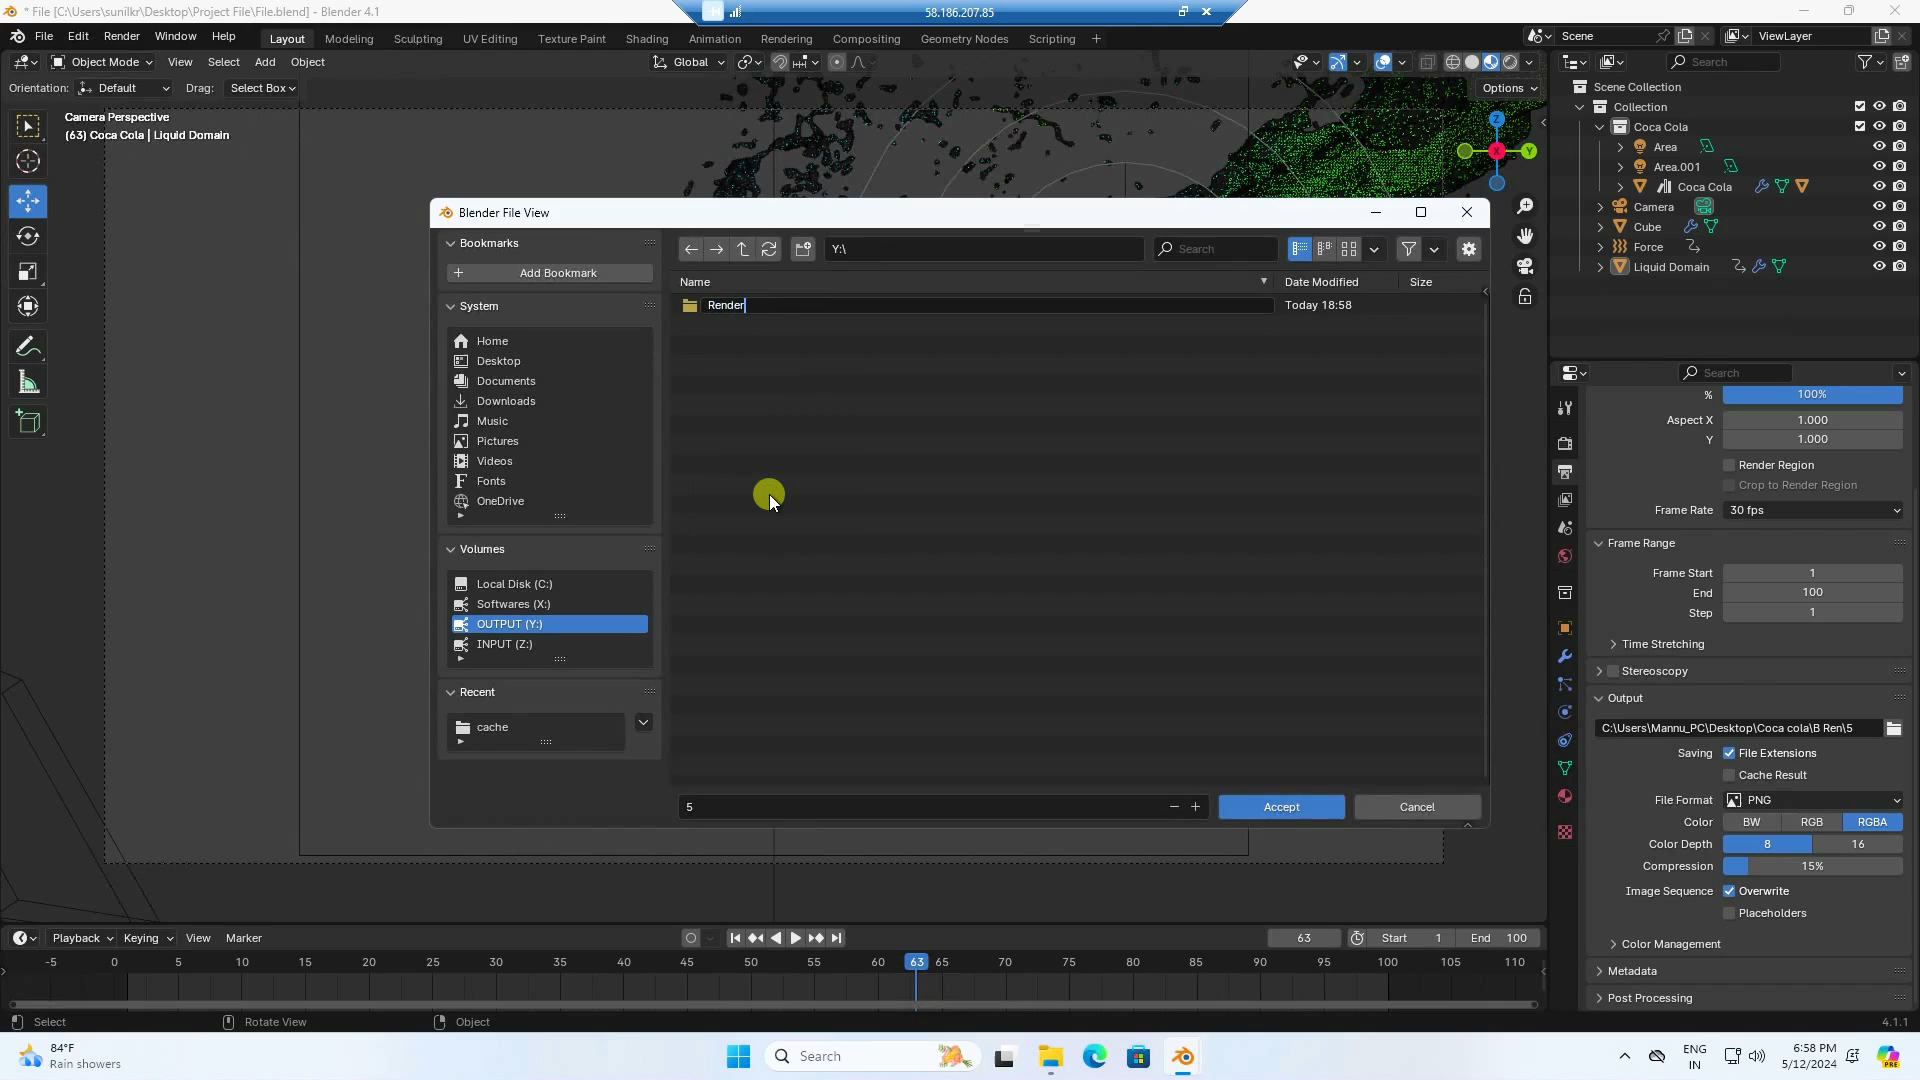 * File [C:\Users\sunilkr\Desktop\Project File\File.blend] - Blender 4.1
58.186.207.85
File Edit Render Window Help
Layout Modeling Sculpting UV Editing Texture Paint Shading Animation Rendering Compositing Geometry Nodes Scripting +
Scene
ViewLayer
Object Mode View Select Add Object
Global
Search
Orientation: Default Drag: Select Box
Options
Camera Perspective
(63) Coca Cola | Liquid Domain
Z
X
Y
Scene Collection
Collection
Coca Cola
Area
Area.001
Coca Cola
Camera
Cube
Force
Liquid Domain
Blender File View
Bookmarks
Add Bookmark
System
Home
Desktop
Documents
Downloads
Music
Pictures
Videos
Fonts
OneDrive
Volumes
Local Disk (C:)
Softwares (X:)
OUTPUT (Y:)
INPUT (Z:)
Recent
cache
Y:\
Search
Name Date Modified Size
Render Today 18:58
5
Accept
Cancel
Search
% 100%
Aspect X 1.000
Y 1.000
Render Region
Crop to Render Region
Frame Rate 30 fps
Frame Range
Frame Start 1
End 100
Step 1
Time Stretching
Stereoscopy
Output
C:\Users\Mannu_PC\Desktop\Coca cola\B Ren\5
Saving File Extensions
Cache Result
File Format PNG
Color BW RGB RGBA
Color Depth 8 16
Compression 15%
Image Sequence Overwrite
Placeholders
Color Management
Metadata
Post Processing
Playback Keying View Marker
63 Start 1 End 100
-5 0 5 10 15 20 25 30 35 40 45 50 55 60 63 65 70 75 80 85 90 95 100 105 110
Select Rotate View Object
4.1.1
84°F
Rain showers
Search
ENG
IN
6:58 PM
5/12/2024
PRE